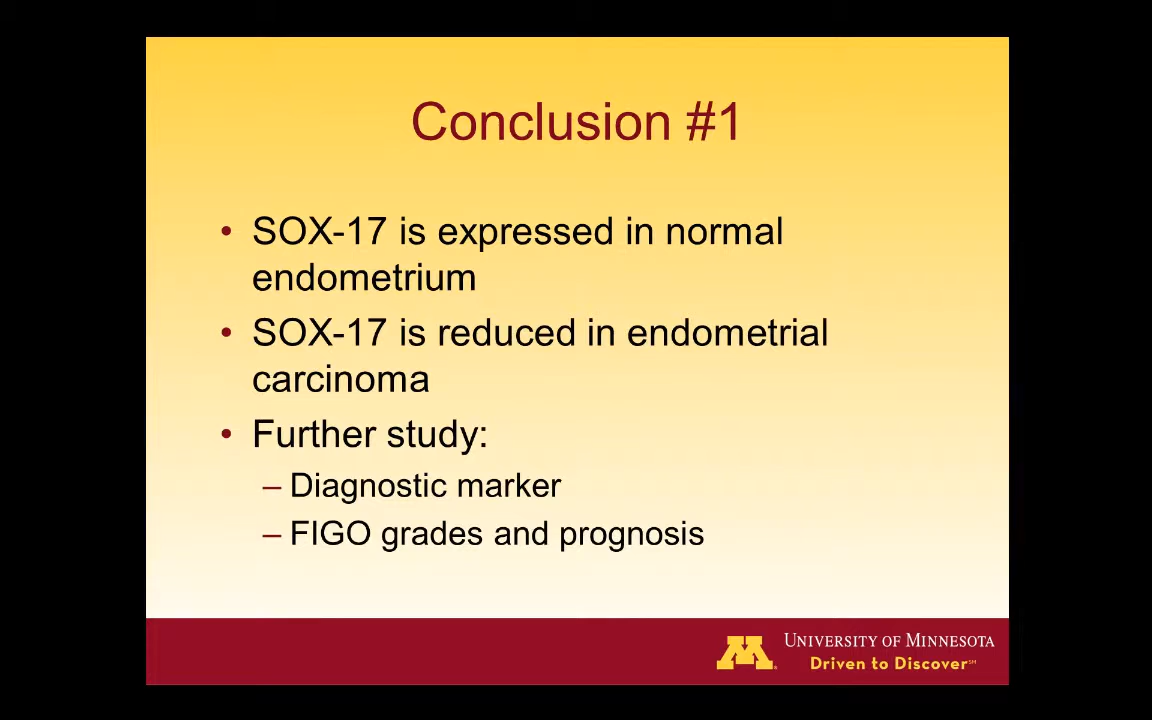 Conclusion #1
• SOX-17 is expressed in normal
endometrium
• SOX-17 is reduced in endometrial
carcinoma
• Further study:
– Diagnostic marker
– FIGO grades and prognosis
M
UNIVERSITY OF MINNESOTA
Driven to Discover℠